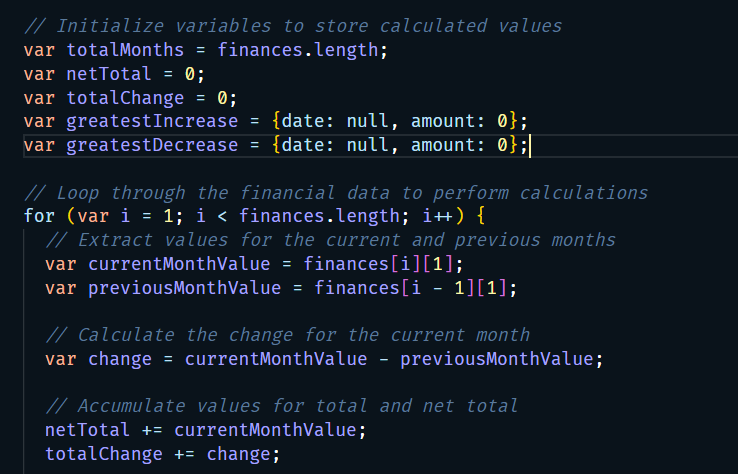 // Initialize variables to store calculated values
var totalMonths = finances.length;
var netTotal = 0;
var totalChange = 0;
var greatestIncrease = {date: null, amount: 0};
var greatestDecrease = {date: null, amount: 0};
// Loop through the financial data to perform calculations
for (var i = 1; i < finances.length; i++) {
// Extract values for the current and previous months
var currentMonthValue = finances[i][1];
var previousMonthValue = finances[i - 1][1];
// Calculate the change for the current month
var change = currentMonthValue - previousMonthValue;
// Accumulate values for total and net total
netTotal += currentMonthValue;
totalChange += change;